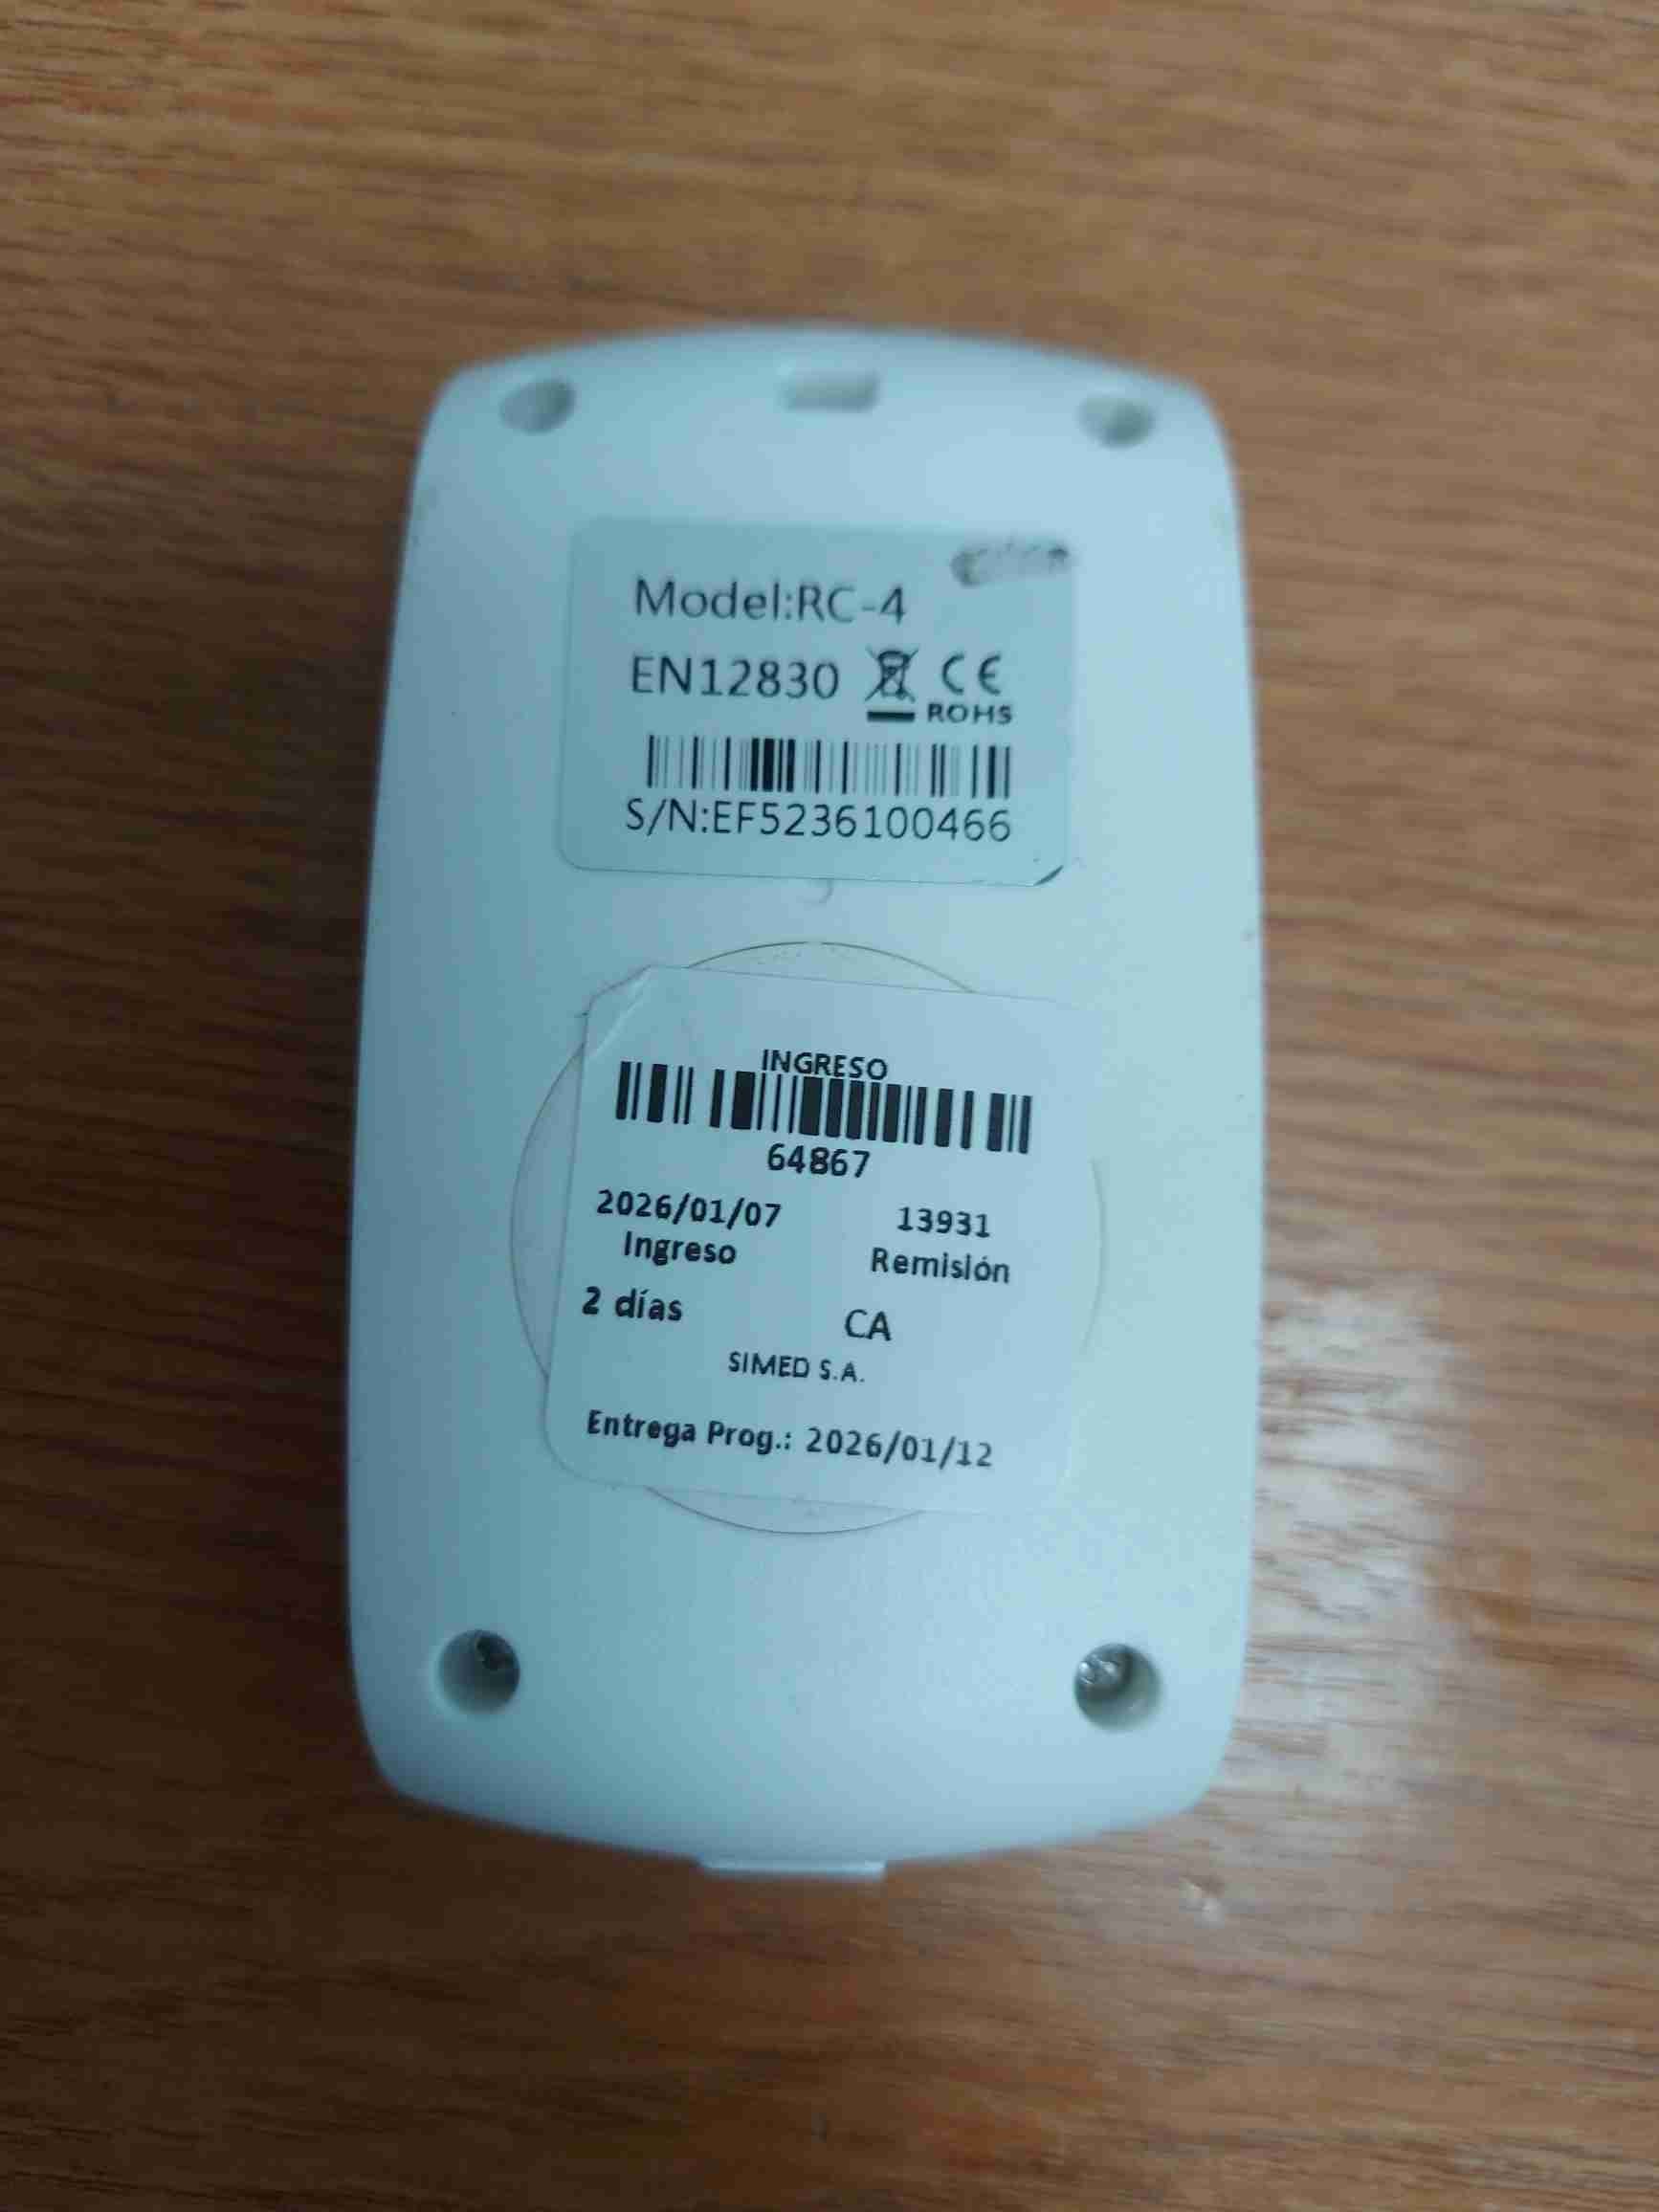 Model:RC-4
EN12830 CE
ROHS
S/N:EF5236100466
INGRESO
64867
2026/01/07 13931
Ingreso Remisión
2 días CA
SIMED S.A.
Entrega Prog.: 2026/01/12